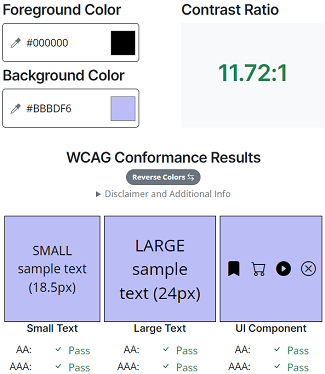 Foreground Color
#000000
Background Color
#BBBDF6
Contrast Ratio
11.72:1
WCAG Conformance Results
Reverse Colors
Disclaimer and Additional Info
SMALL
sample text
(18.5px)
LARGE
sample
text (24px)
Small Text
Large Text
UI Component
AA: Pass
AAA: Pass
AA: Pass
AAA: Pass
AA: Pass
AAA: Pass